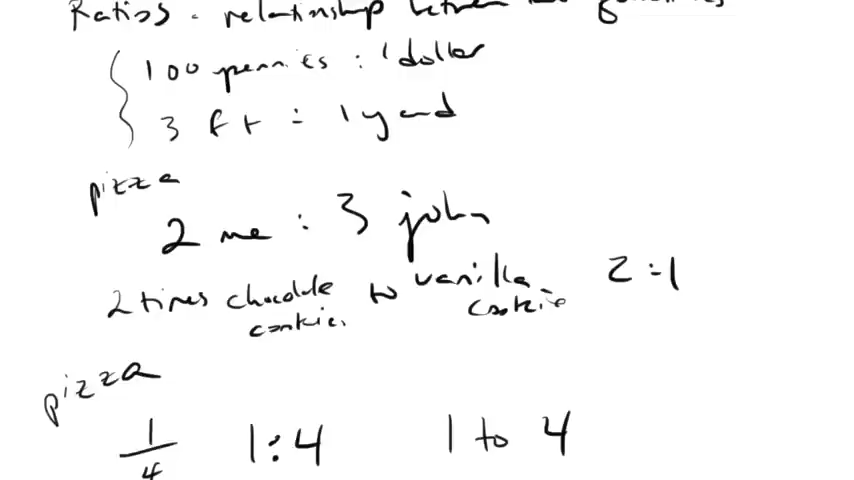 Ratios - relationship between two quantities
100 pennies : 1 dollar
3 ft : 1 yard
pizza
2 me : 3 john
2 times chocolate cookies to vanilla cookie 2:1
pizza
1/4 1:4 1 to 4